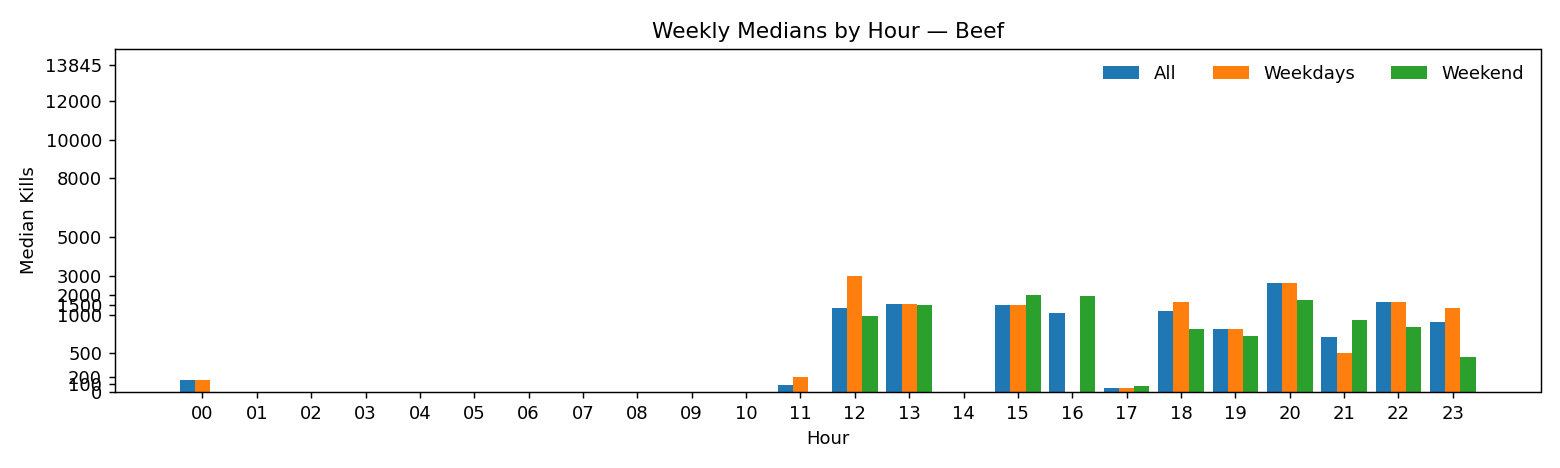 Weekly Medians by Hour — Beef
All Weekdays Weekend
Median Kills
13845
12000
10000
8000
5000
3000
2000
1500
1000
500
200
100
0
00 01 02 03 04 05 06 07 08 09 10 11 12 13 14 15 16 17 18 19 20 21 22 23
Hour